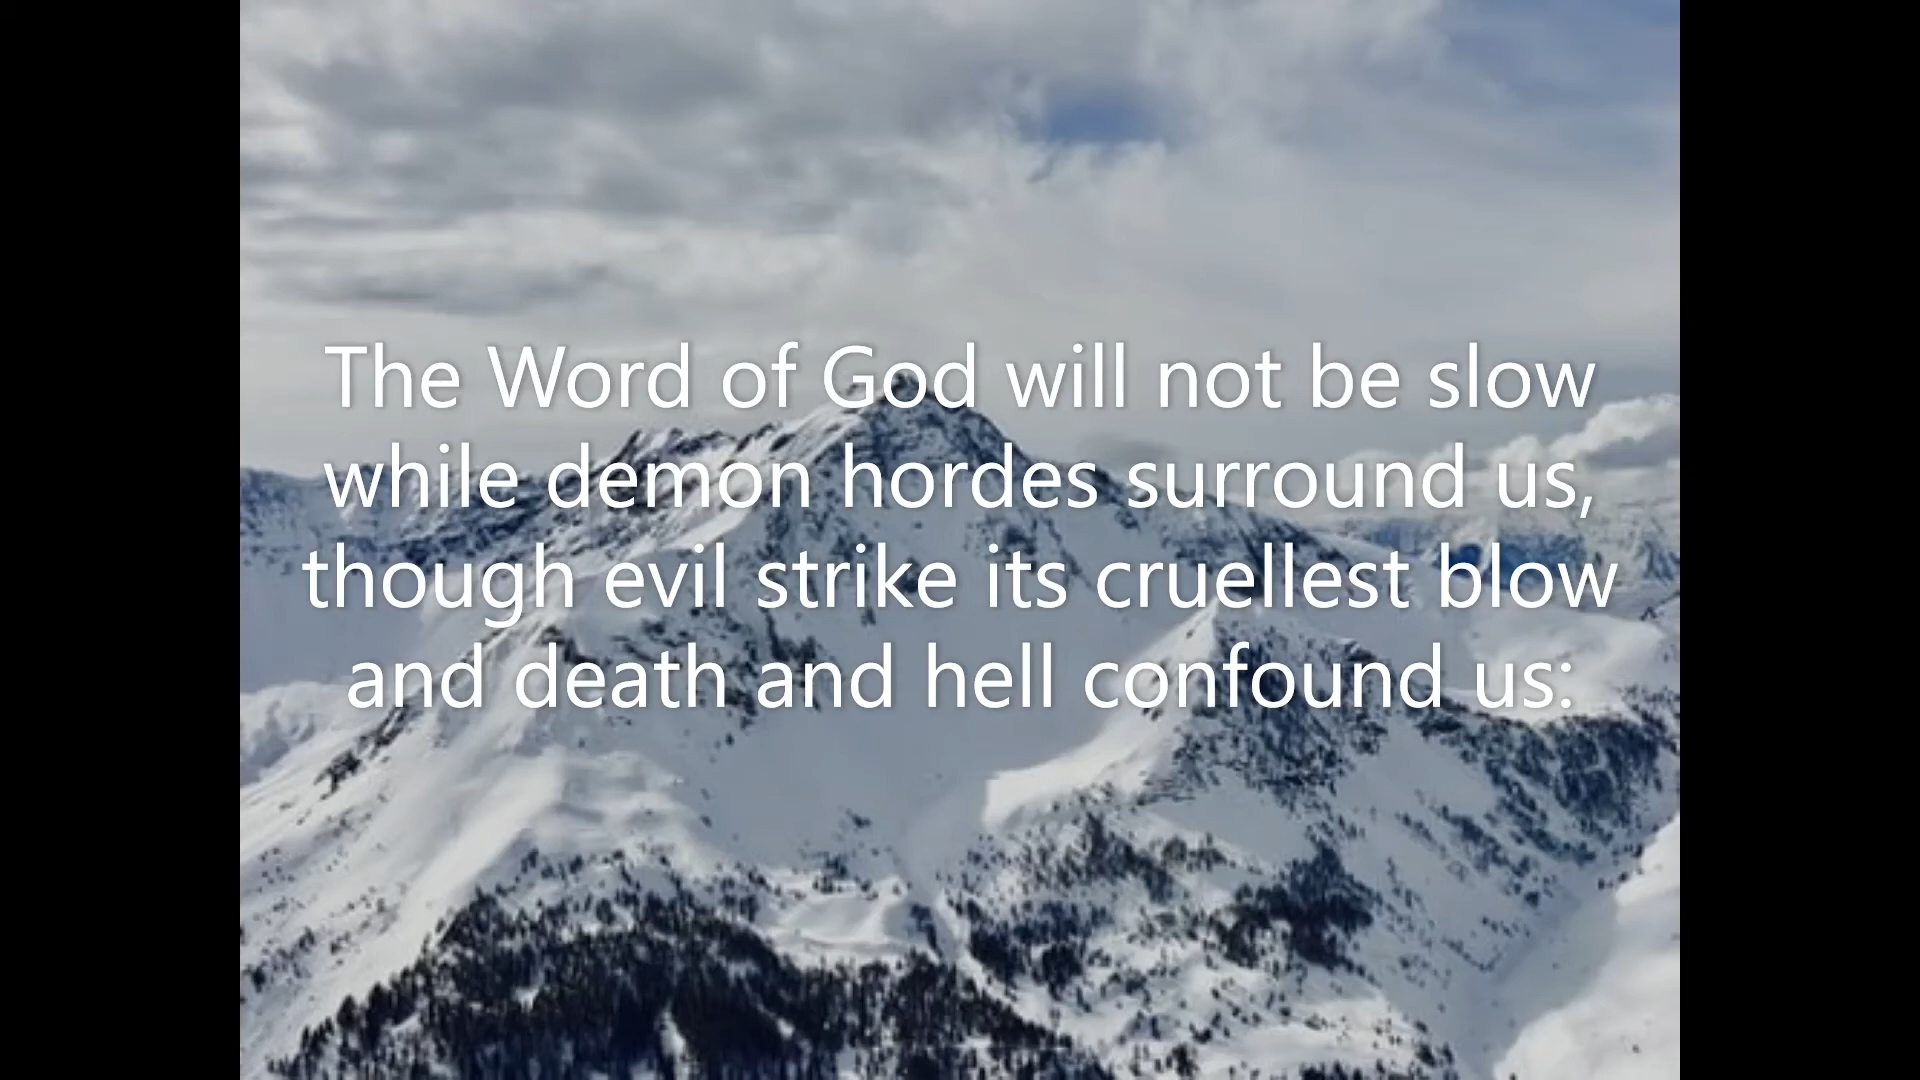 The Word of God will not be slow
while demon hordes surround us,
though evil strike its cruellest blow
and death and hell confound us: